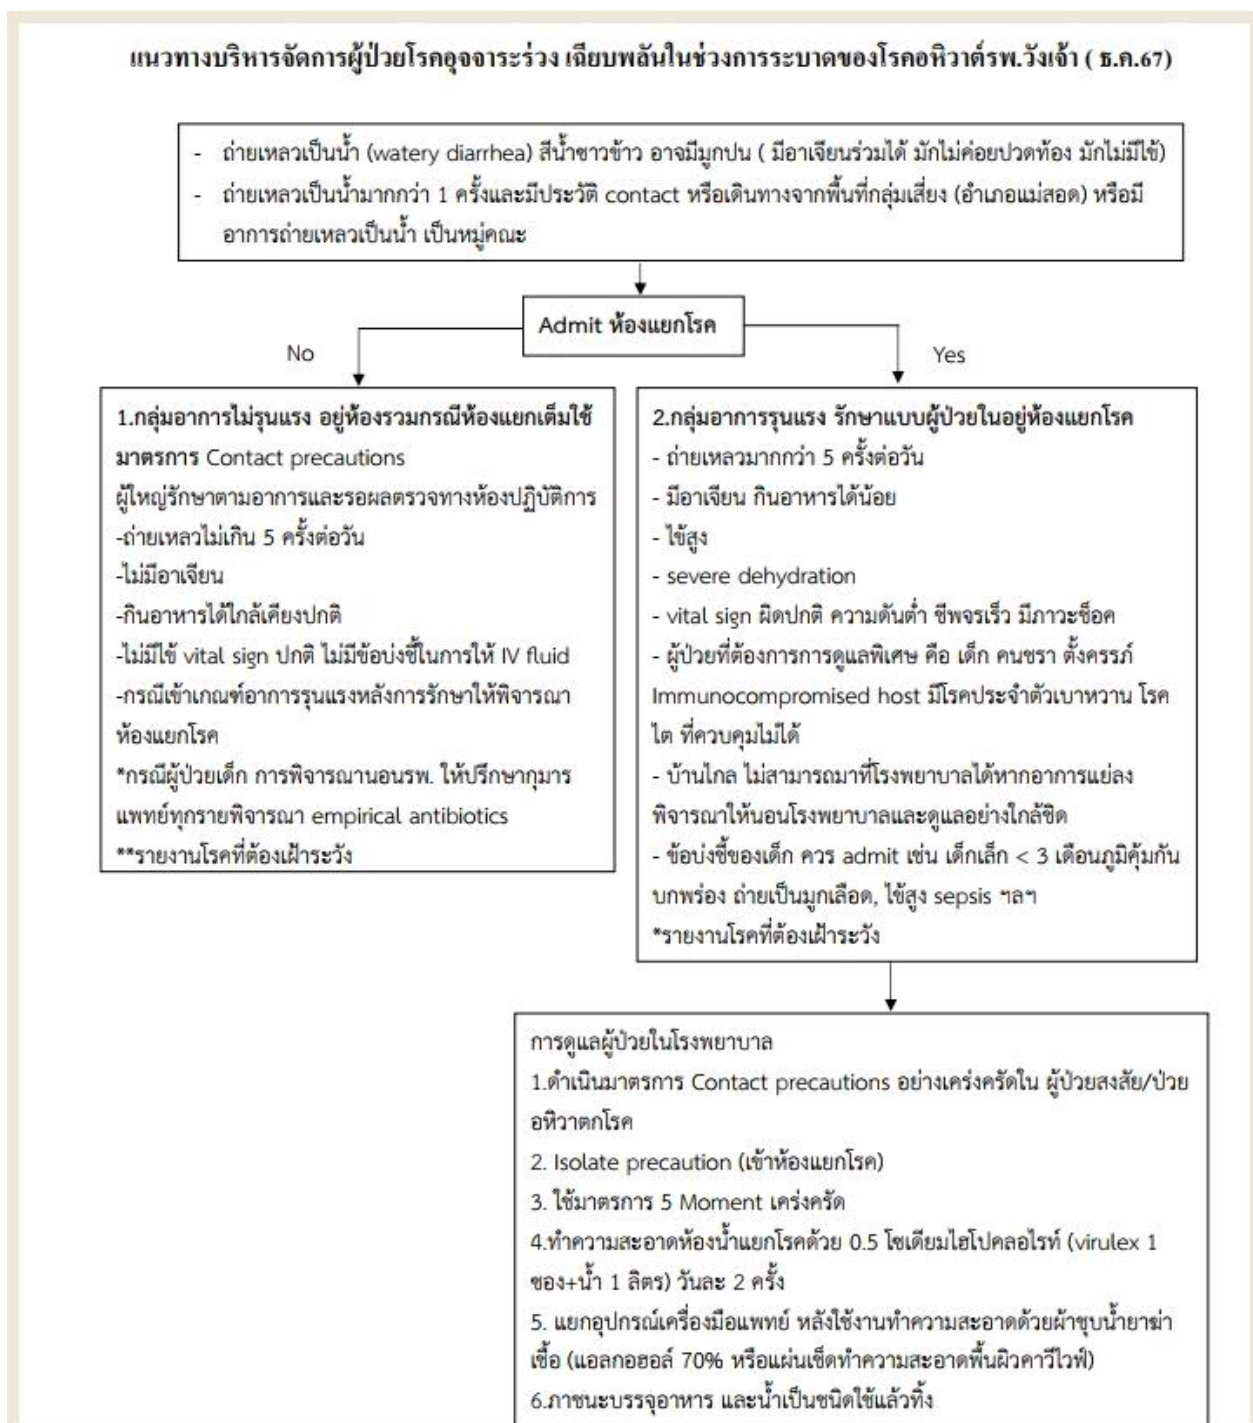 แนวทางบริหารจัดการผู้ป่วยโรคอุจจาระร่วง เฉียบพลันในช่วงการระบาดของโรคอหิวาต์รพ.วังเจ้า ( ธ.ค.67)
- ถ่ายเหลวเป็นน้ำ (watery diarrhea) สีน้ำซาวข้าว อาจมีมูกปน ( มีอาเจียนร่วมได้ มักไม่ค่อยปวดท้อง มักไม่มีไข้)
- ถ่ายเหลวเป็นน้ำมากกว่า 1 ครั้งและมีประวัติ contact หรือเดินทางจากพื้นที่กลุ่มเสี่ยง (อำเภอแม่สอด) หรือมี
อาการถ่ายเหลวเป็นน้ำ เป็นหมู่คณะ
Admit ห้องแยกโรค
No
Yes
1.กลุ่มอาการไม่รุนแรง อยู่ห้องรวมกรณีห้องแยกเต็มใช้
มาตรการ Contact precautions
ผู้ใหญ่รักษาตามอาการและรอผลตรวจทางห้องปฏิบัติการ
-ถ่ายเหลวไม่เกิน 5 ครั้งต่อวัน
-ไม่มีอาเจียน
-กินอาหารได้ใกล้เคียงปกติ
-ไม่มีไข้ vital sign ปกติ ไม่มีข้อบ่งชี้ในการให้ IV fluid
-กรณีเข้าเกณฑ์อาการรุนแรงหลังการรักษาให้พิจารณา
ห้องแยกโรค
*กรณีผู้ป่วยเด็ก การพิจารณานอนรพ. ให้ปรึกษากุมาร
แพทย์ทุกรายพิจารณา empirical antibiotics
**รายงานโรคที่ต้องเฝ้าระวัง
2.กลุ่มอาการรุนแรง รักษาแบบผู้ป่วยในอยู่ห้องแยกโรค
- ถ่ายเหลวมากกว่า 5 ครั้งต่อวัน
- มีอาเจียน กินอาหารได้น้อย
- ไข้สูง
- severe dehydration
- vital sign ผิดปกติ ความดันต่ำ ชีพจรเร็ว มีภาวะช็อค
- ผู้ป่วยที่ต้องการการดูแลพิเศษ คือ เด็ก คนชรา ตั้งครรภ์
Immunocompromised host มีโรคประจำตัวเบาหวาน โรค
ไต ที่ควบคุมไม่ได้
- บ้านไกล ไม่สามารถมาที่โรงพยาบาลได้หากอาการแย่ลง
พิจารณาให้นอนโรงพยาบาลและดูแลอย่างใกล้ชิด
- ข้อบ่งชี้ของเด็ก ควร admit เช่น เด็กเล็ก < 3 เดือนภูมิคุ้มกัน
บกพร่อง ถ่ายเป็นมูกเลือด, ไข้สูง sepsis ฯลฯ
*รายงานโรคที่ต้องเฝ้าระวัง
การดูแลผู้ป่วยในโรงพยาบาล
1.ดำเนินมาตรการ Contact precautions อย่างเคร่งครัดใน ผู้ป่วยสงสัย/ป่วย
อหิวาตกโรค
2. Isolate precaution (เข้าห้องแยกโรค)
3. ใช้มาตรการ 5 Moment เคร่งครัด
4.ทำความสะอาดห้องน้ำแยกโรคด้วย 0.5 โซเดียมไฮโปคลอไรท์ (virulex 1
ซอง+น้ำ 1 ลิตร) วันละ 2 ครั้ง
5. แยกอุปกรณ์เครื่องมือแพทย์ หลังใช้งานทำความสะอาดด้วยผ้าชุบน้ำยาฆ่า
เชื้อ (แอลกอฮอล์ 70% หรือแผ่นเช็ดทำความสะอาดพื้นผิวคาวีไวฟ์)
6.ภาชนะบรรจุอาหาร และน้ำเป็นชนิดใช้แล้วทิ้ง